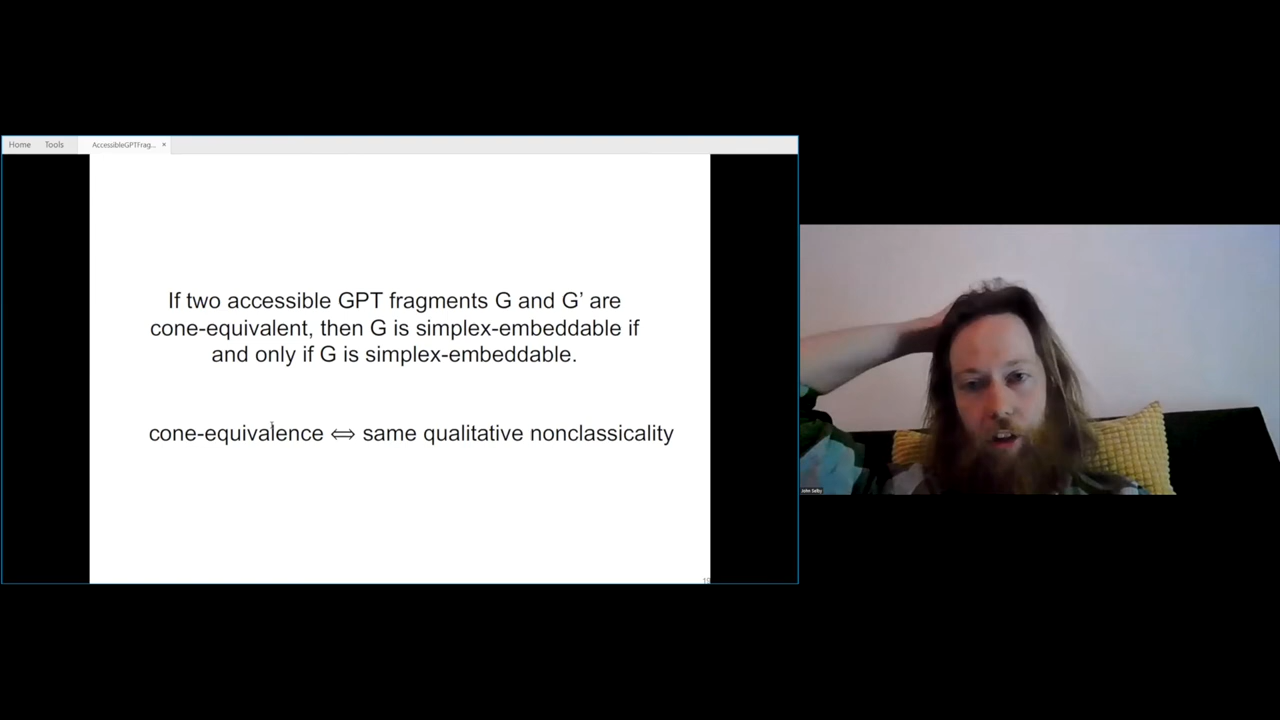 Home Tools AccessibleGPTFrag... ×
If two accessible GPT fragments G and G’ are
cone-equivalent, then G is simplex-embeddable if
and only if G is simplex-embeddable.
cone-equivalence ⟺ same qualitative nonclassicality
John Selby